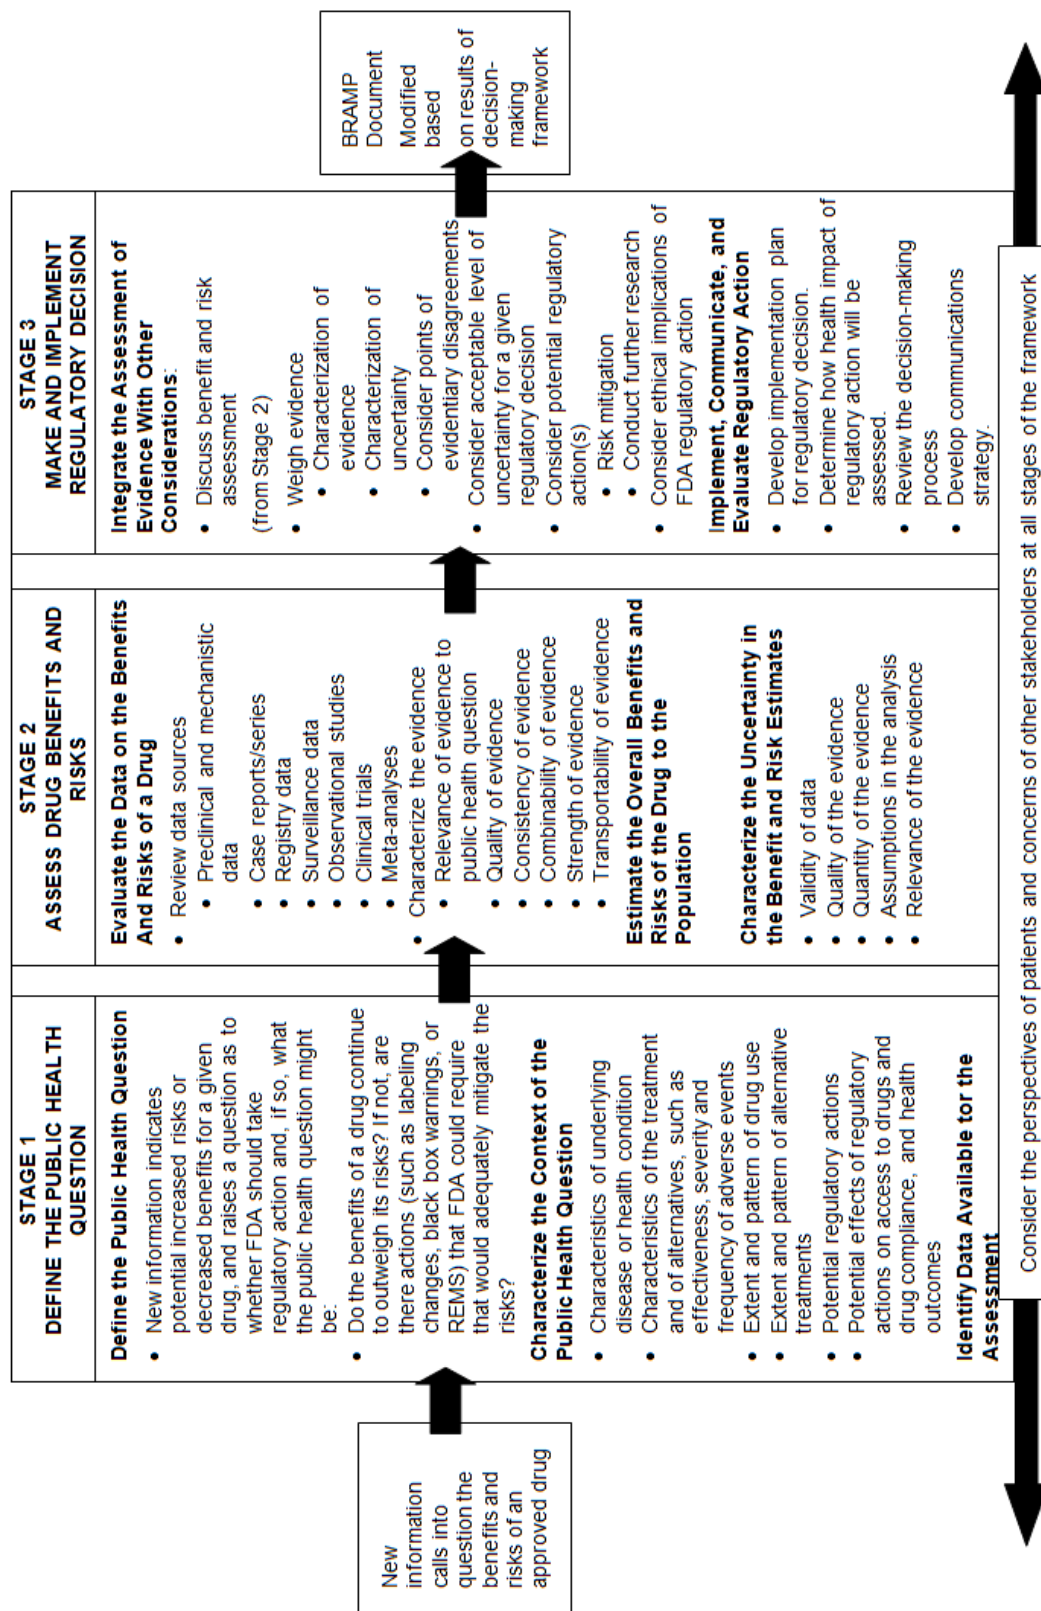 New
information
calls into
question the
benefits and
risks of an
approved drug
STAGE 1
DEFINE THE PUBLIC HEALTH
QUESTION
Define the Public Health Question
• New information indicates
potential increased risks or
decreased benefits for a given
drug, and raises a question as to
whether FDA should take
regulatory action and, if so, what
the public health question might
be:
• Do the benefits of a drug continue
to outweigh its risks? If not, are
there actions (such as labeling
changes, black box warnings, or
REMS) that FDA could require
that would adequately mitigate the
risks?
Characterize the Context of the
Public Health Question
• Characteristics of underlying
disease or health condition
• Characteristics of the treatment
and of alternatives, such as
effectiveness, severity and
frequency of adverse events
• Extent and pattern of drug use
• Extent and pattern of alternative
treatments
• Potential regulatory actions
• Potential effects of regulatory
actions on access to drugs and
drug compliance, and health
outcomes
Identify Data Available for the
Assessment
STAGE 2
ASSESS DRUG BENEFITS AND
RISKS
Evaluate the Data on the Benefits
And Risks of a Drug
• Review data sources
• Preclinical and mechanistic
data
• Case reports/series
• Registry data
• Surveillance data
• Observational studies
• Clinical trials
• Meta-analyses
• Characterize the evidence
• Relevance of evidence to
public health question
• Quality of evidence
• Consistency of evidence
• Combinability of evidence
• Strength of evidence
• Transportability of evidence
Estimate the Overall Benefits and
Risks of the Drug to the
Population
Characterize the Uncertainty in
the Benefit and Risk Estimates
• Validity of data
• Quality of the evidence
• Quantity of the evidence
• Assumptions in the analysis
• Relevance of the evidence
STAGE 3
MAKE AND IMPLEMENT
REGULATORY DECISION
Integrate the Assessment of
Evidence With Other
Considerations:
• Discuss benefit and risk
assessment
(from Stage 2)
• Weigh evidence
• Characterization of
evidence
• Characterization of
uncertainty
• Consider points of
evidentiary disagreements
• Consider acceptable level of
uncertainty for a given
regulatory decision
• Consider potential regulatory
action(s)
• Risk mitigation
• Conduct further research
• Consider ethical implications of
FDA regulatory action
Implement, Communicate, and
Evaluate Regulatory Action
• Develop implementation plan
for regulatory decision.
• Determine how health impact of
regulatory action will be
assessed.
• Review the decision-making
process
• Develop communications
strategy.
BRAMP
Document
Modified
based
on results of
decision-
making
framework
Consider the perspectives of patients and concerns of other stakeholders at all stages of the framework